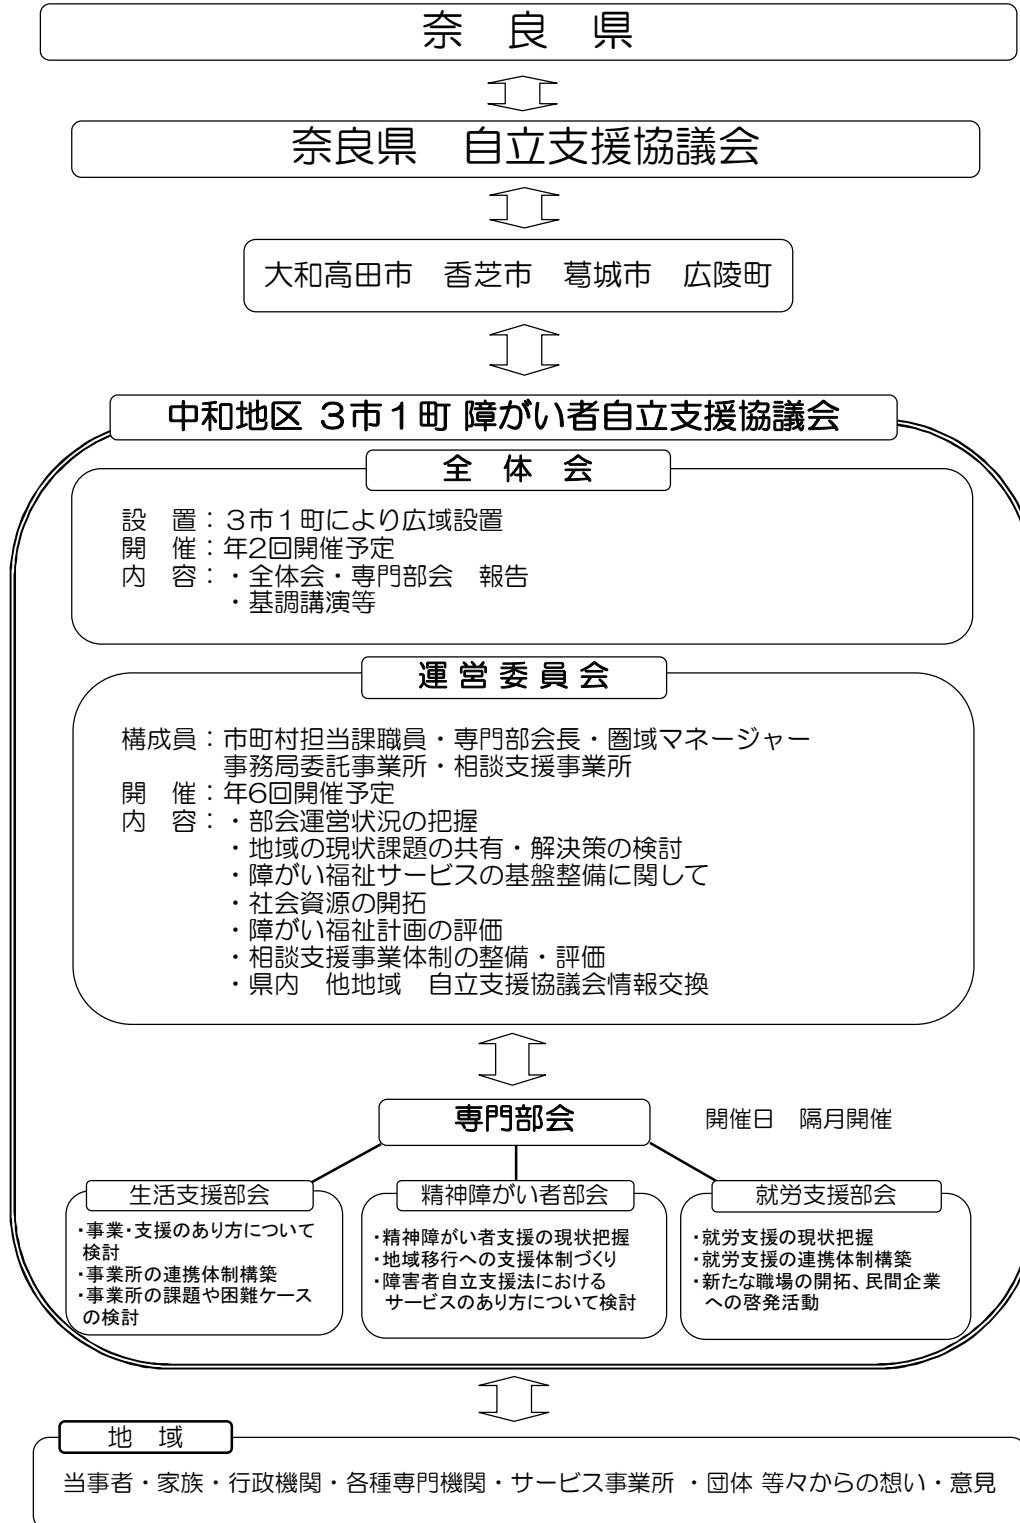 奈　良　県
奈良県　自立支援協議会
大和高田市　香芝市　葛城市　広陵町
中和地区 ３市１町 障がい者自立支援協議会
全　体　会
設　置：３市１町により広域設置
開　催：年2回開催予定
内　容：・全体会・専門部会　報告
・基調講演等
運 営 委 員 会
構成員：市町村担当課職員・専門部会長・圏域マネージャー
事務局委託事業所・相談支援事業所
開　催：年6回開催予定
内　容：・部会運営状況の把握
・地域の現状課題の共有・解決策の検討
・障がい福祉サービスの基盤整備に関して
・社会資源の開拓
・障がい福祉計画の評価
・相談支援事業体制の整備・評価
・県内　他地域　自立支援協議会情報交換
専門部会
開催日　隔月開催
生活支援部会
・事業・支援のあり方について
検討
・事業所の連携体制構築
・事業所の課題や困難ケース
の検討
精神障がい者部会
・精神障がい者支援の現状把握
・地域移行への支援体制づくり
・障害者自立支援法における
サービスのあり方について検討
就労支援部会
・就労支援の現状把握
・就労支援の連携体制構築
・新たな職場の開拓、民間企業
への啓発活動
地　域
当事者・家族・行政機関・各種専門機関・サービス事業所 ・団体 等々からの想い・意見